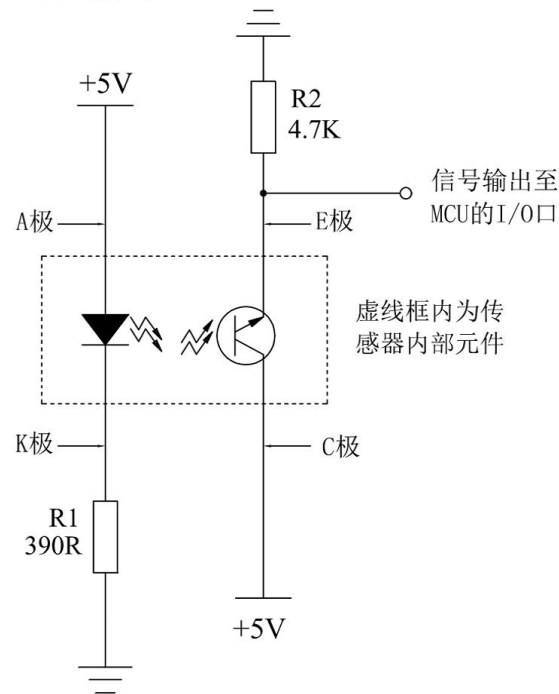 +5V
R2
4.7K
信号输出至
MCU的I/O口
A极
E极
虚线框内为传
感器内部元件
K极
C极
R1
390R
+5V